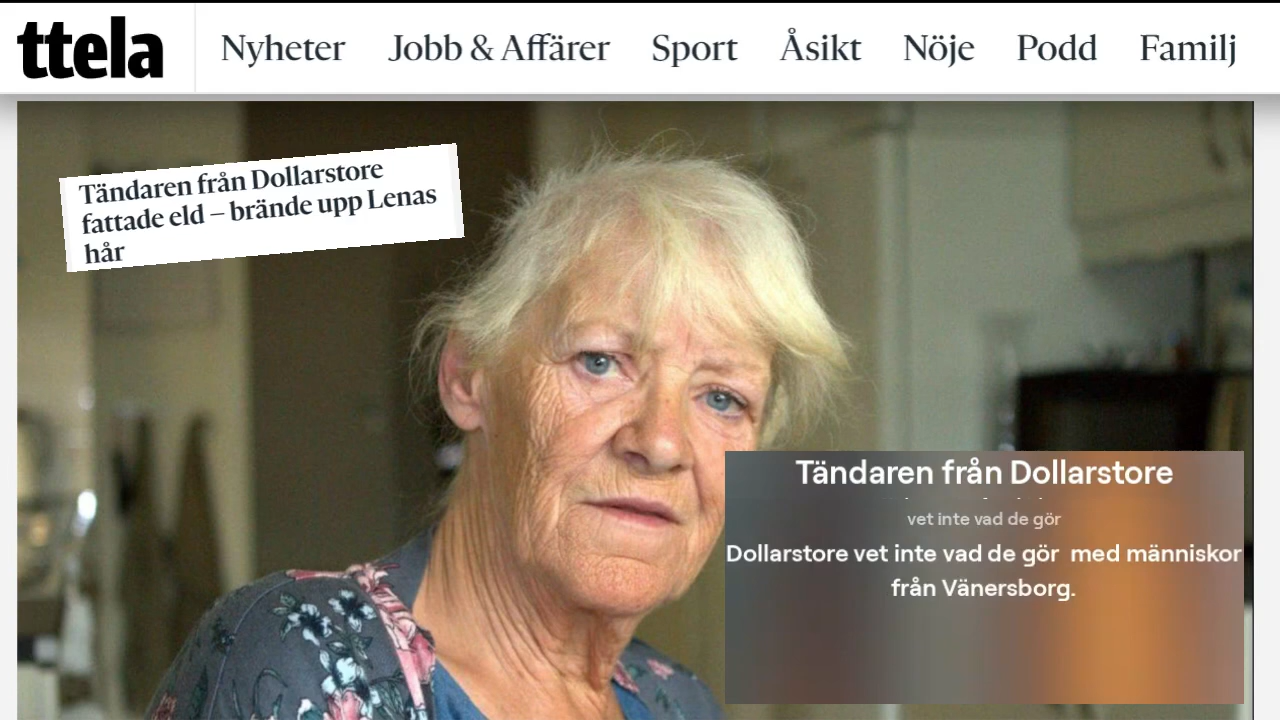 ttela Nyheter Jobb & Affärer Sport Åsikt Nöje Podd Familj
Tändaren från Dollarstore
fattade eld – brände upp Lenas
hår
Tändaren från Dollarstore
vet inte vad de gör
Dollarstore vet inte vad de gör med människor
från Vänersborg.